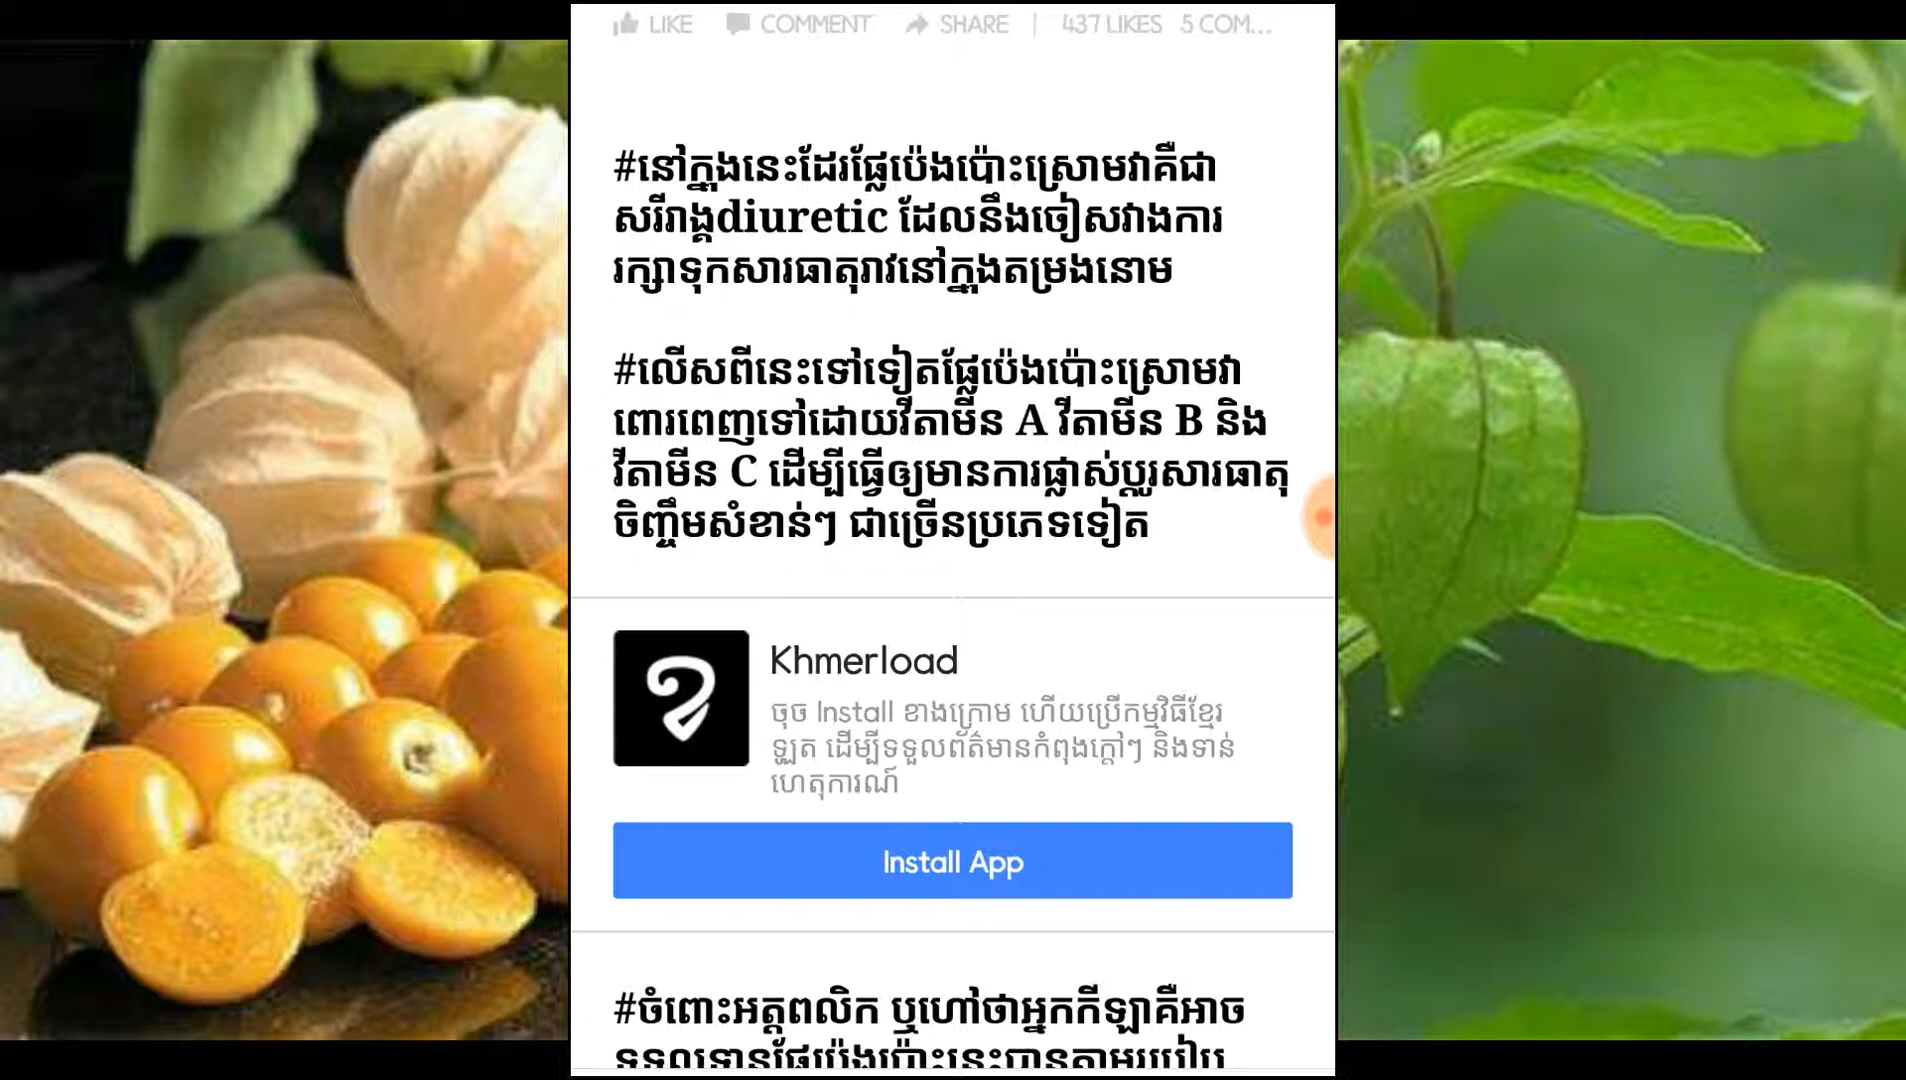 LIKE COMMENT SHARE | 437 LIKES 5 COM...
#នៅក្នុងនេះដែរផ្លែប៉េងប៉ោះស្រោមវាគឺជា
សរីរាង្គdiuretic ដែលនឹងចៀសវាងការ
រក្សាទុកសារធាតុរាវនៅក្នុងតម្រងនោម
#លើសពីនេះទៅទៀតផ្លែប៉េងប៉ោះស្រោមវា
ពោរពេញទៅដោយវីតាមីន A វីតាមីន B និង
វីតាមីន C ដើម្បីធ្វើឲ្យមានការផ្លាស់ប្តូរសារធាតុ
ចិញ្ចឹមសំខាន់ៗ ជាច្រើនប្រភេទទៀត
Khmerload
ចុច Install ខាងក្រោម ហើយប្រើកម្មវិធីខ្មែរ
ឡូត ដើម្បីទទួលព័ត៌មានកំពុងក្តៅៗ និងទាន់
ហេតុការណ៍
Install App
#ចំពោះអត្តពលិក ឬហៅថាអ្នកកីឡាគឺអាច